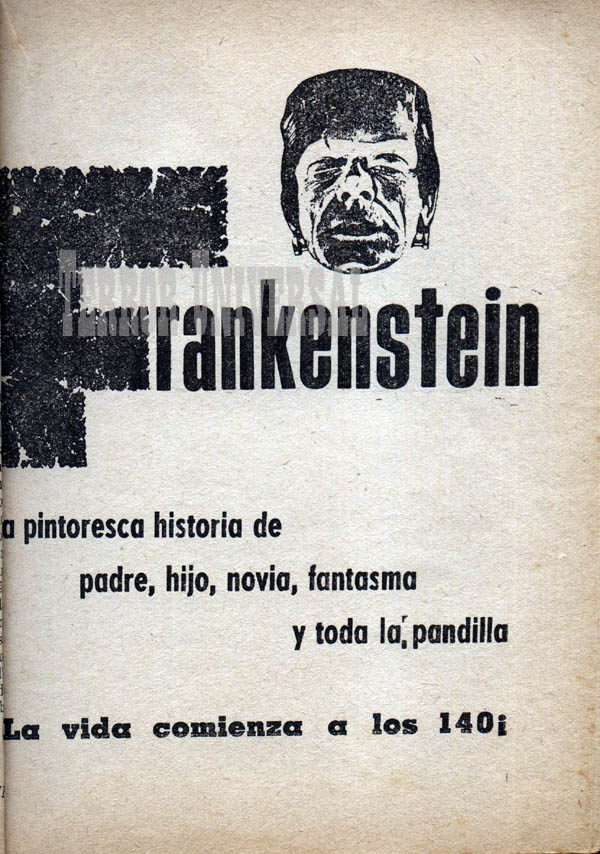 TERROR UNIVERSAL
Frankenstein
a pintoresca historia de
padre, hijo, novia, fantasma
y toda la pandilla
La vida comienza a los 140¡